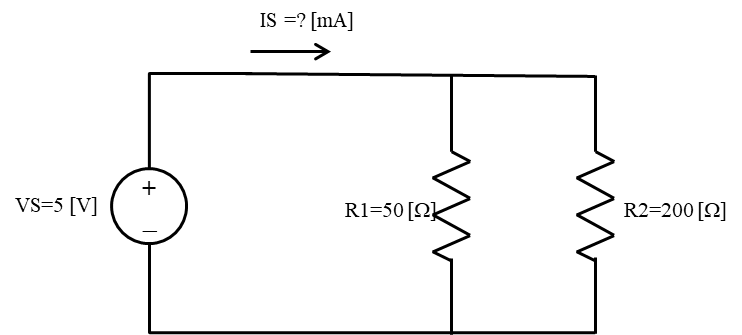 IS =? [mA]
+
VS=5 [V]
R1=50 [Ω]
R2=200 [Ω]
–